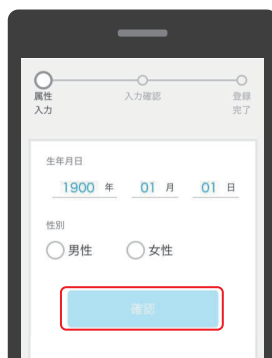 属性
入力
入力確認
登録
完了
生年月日
1900 年 01 月 01 日
性別
男性 女性
確認